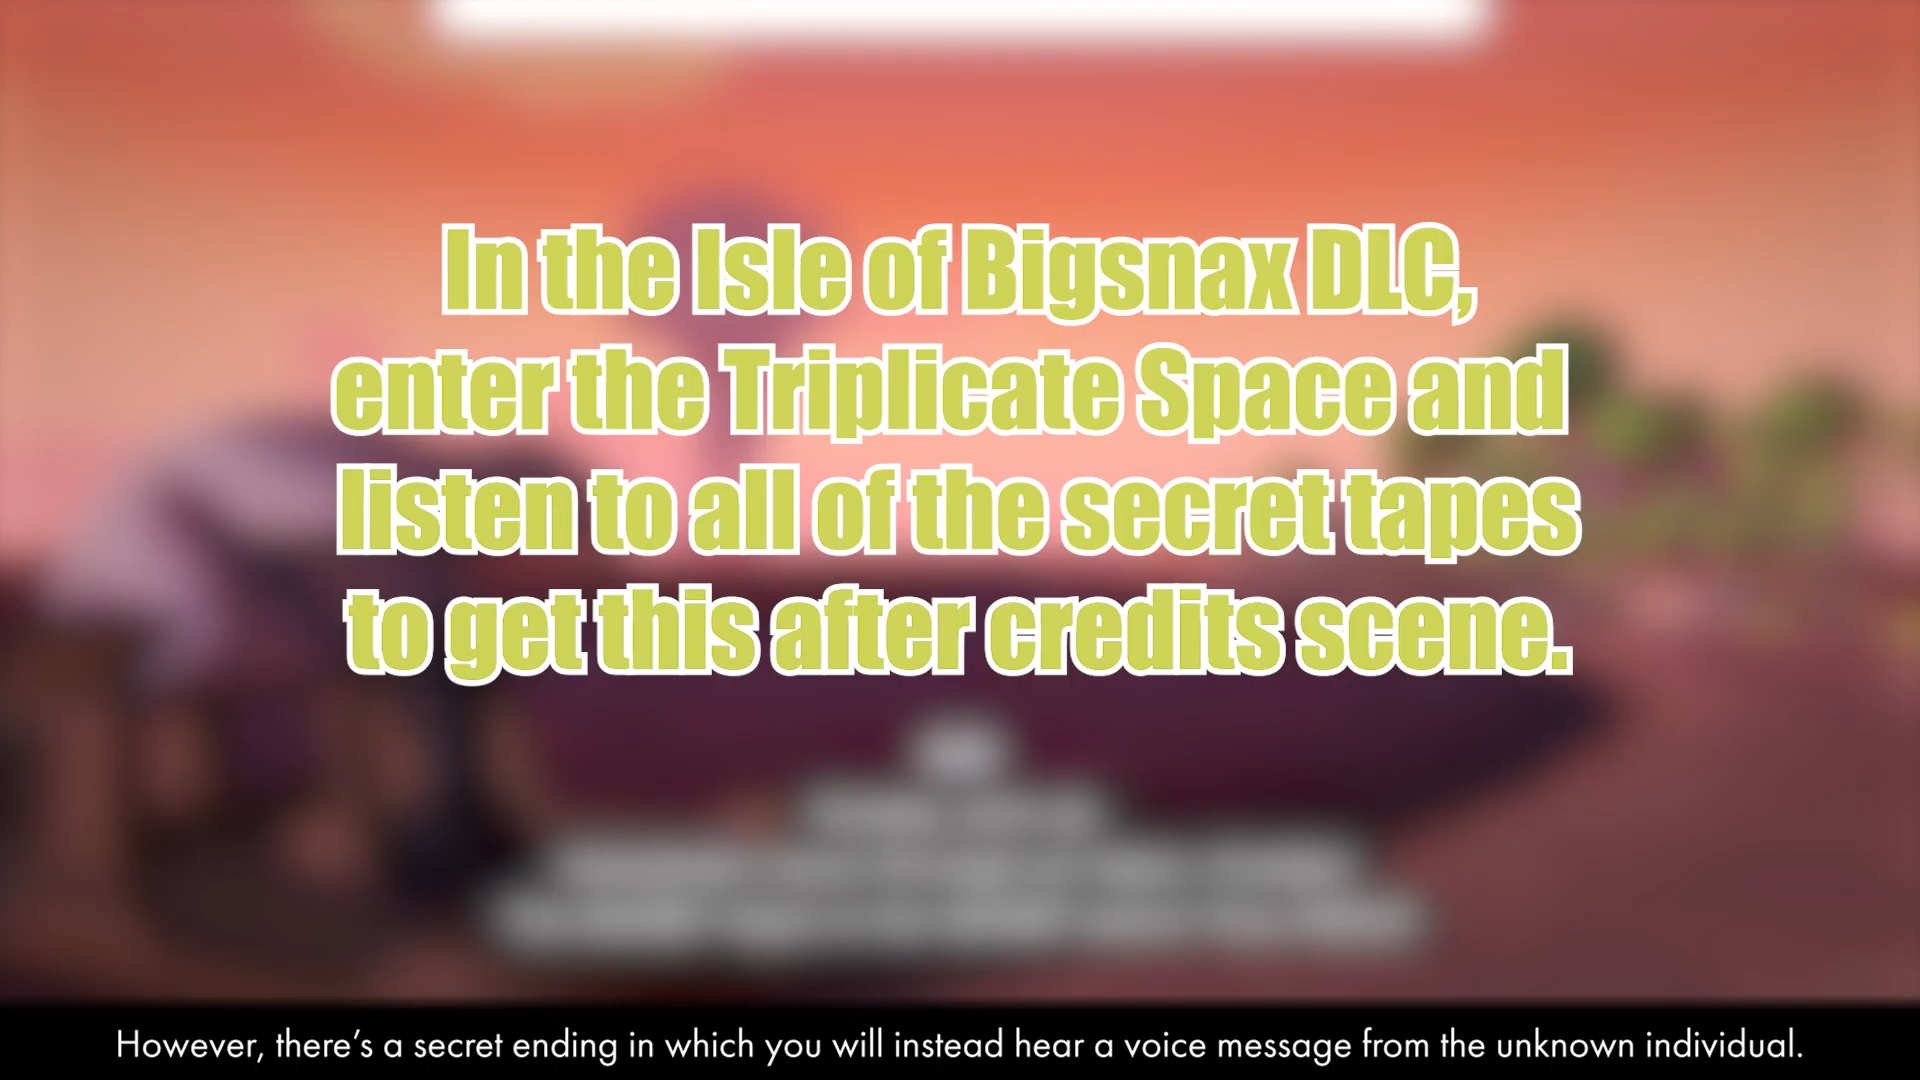 In the Isle of Bigsnax DLC,
enter the Triplicate Space and
listen to all of the secret tapes
to get this after credits scene.
However, there’s a secret ending in which you will instead hear a voice message from the unknown individual.